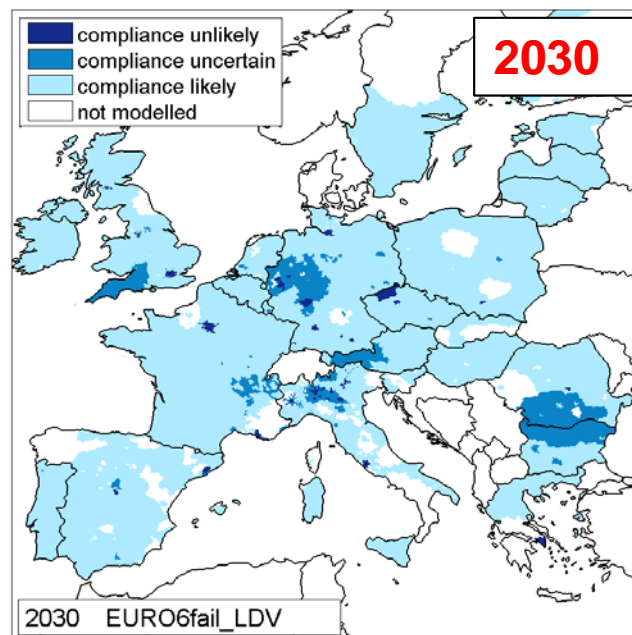 compliance unlikely
compliance uncertain
compliance likely
not modelled
2030
2030 EURO6fail_LDV